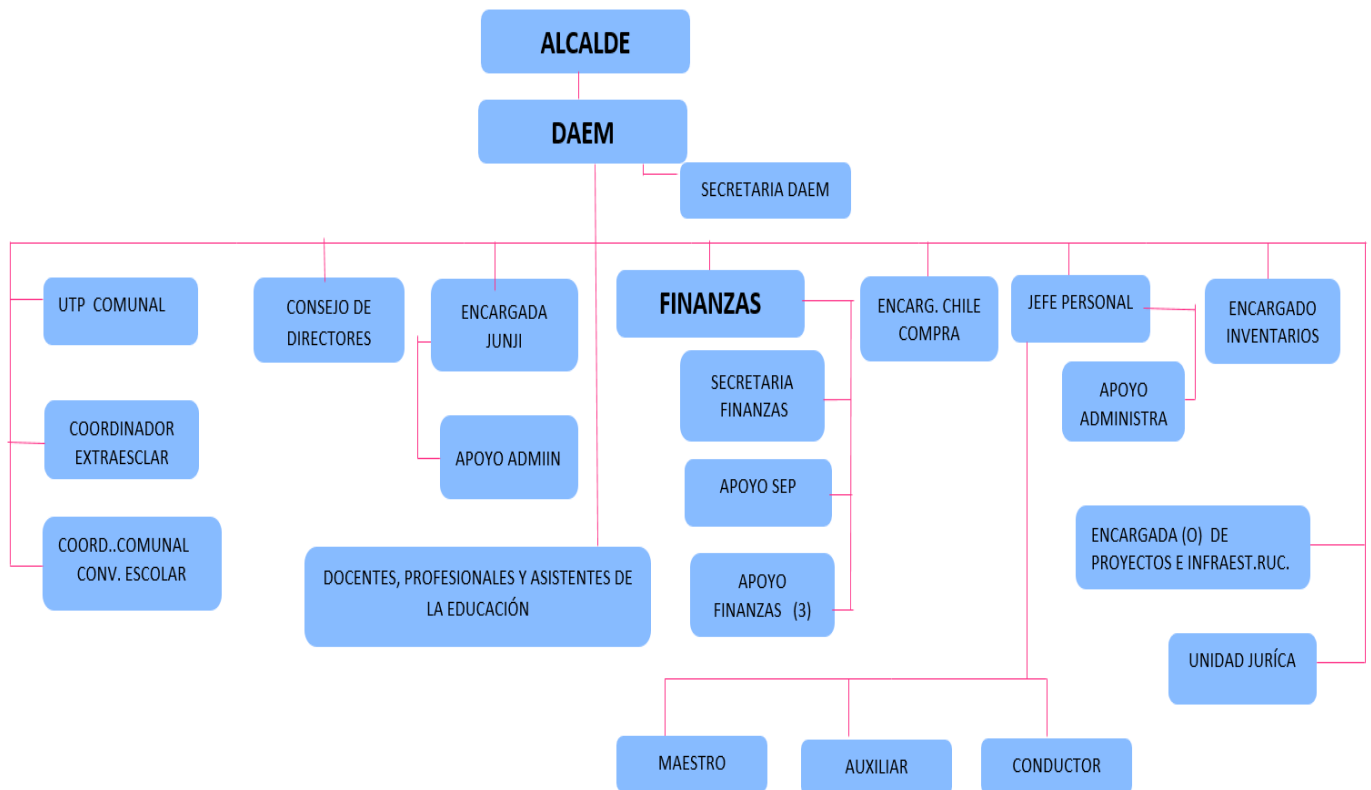 ALCALDE
DAEM
SECRETARIA DAEM
UTP COMUNAL
CONSEJO DE
DIRECTORES
ENCARGADA
JUNJI
FINANZAS
ENCARG. CHILE
COMPRA
JEFE PERSONAL
ENCARGADO
INVENTARIOS
SECRETARIA
FINANZAS
APOYO
ADMINISTRA
COORDINADOR
EXTRAESCLAR
APOYO ADMIIN
APOYO SEP
COORD..COMUNAL
CONV. ESCOLAR
DOCENTES, PROFESIONALES Y ASISTENTES DE
LA EDUCACIÓN
APOYO
FINANZAS (3)
ENCARGADA (O) DE
PROYECTOS E INFRAEST.RUC.
UNIDAD JURÍCA
MAESTRO
AUXILIAR
CONDUCTOR